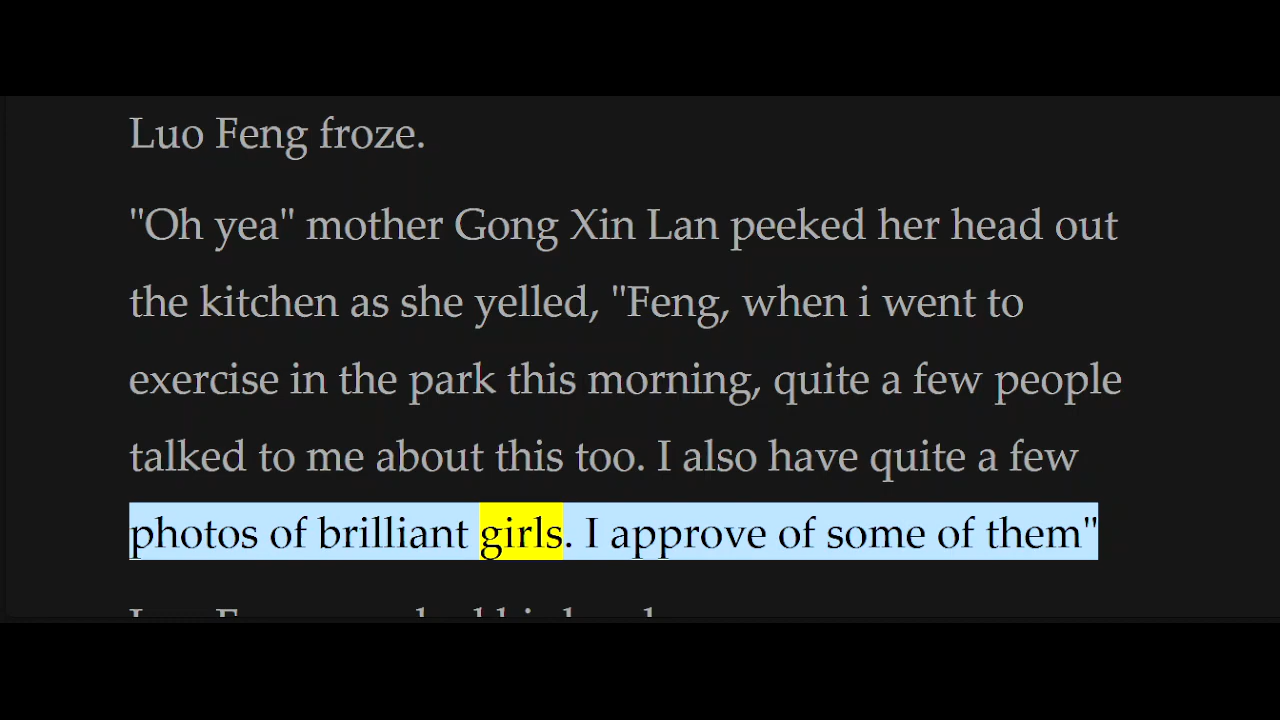 Luo Feng froze.
"Oh yea" mother Gong Xin Lan peeked her head out
the kitchen as she yelled, "Feng, when i went to
exercise in the park this morning, quite a few people
talked to me about this too. I also have quite a few
photos of brilliant girls. I approve of some of them"